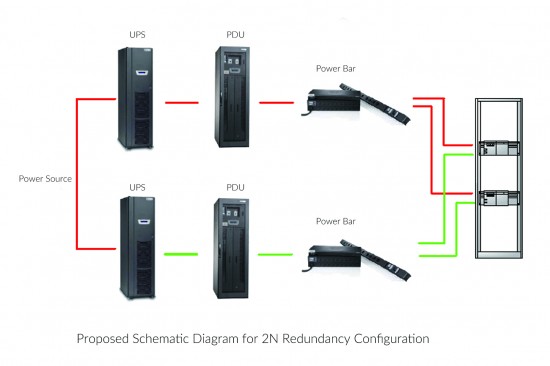 UPS
PDU
Power Bar
Power Source
UPS
PDU
Power Bar
Proposed Schematic Diagram for 2N Redundancy Configuration